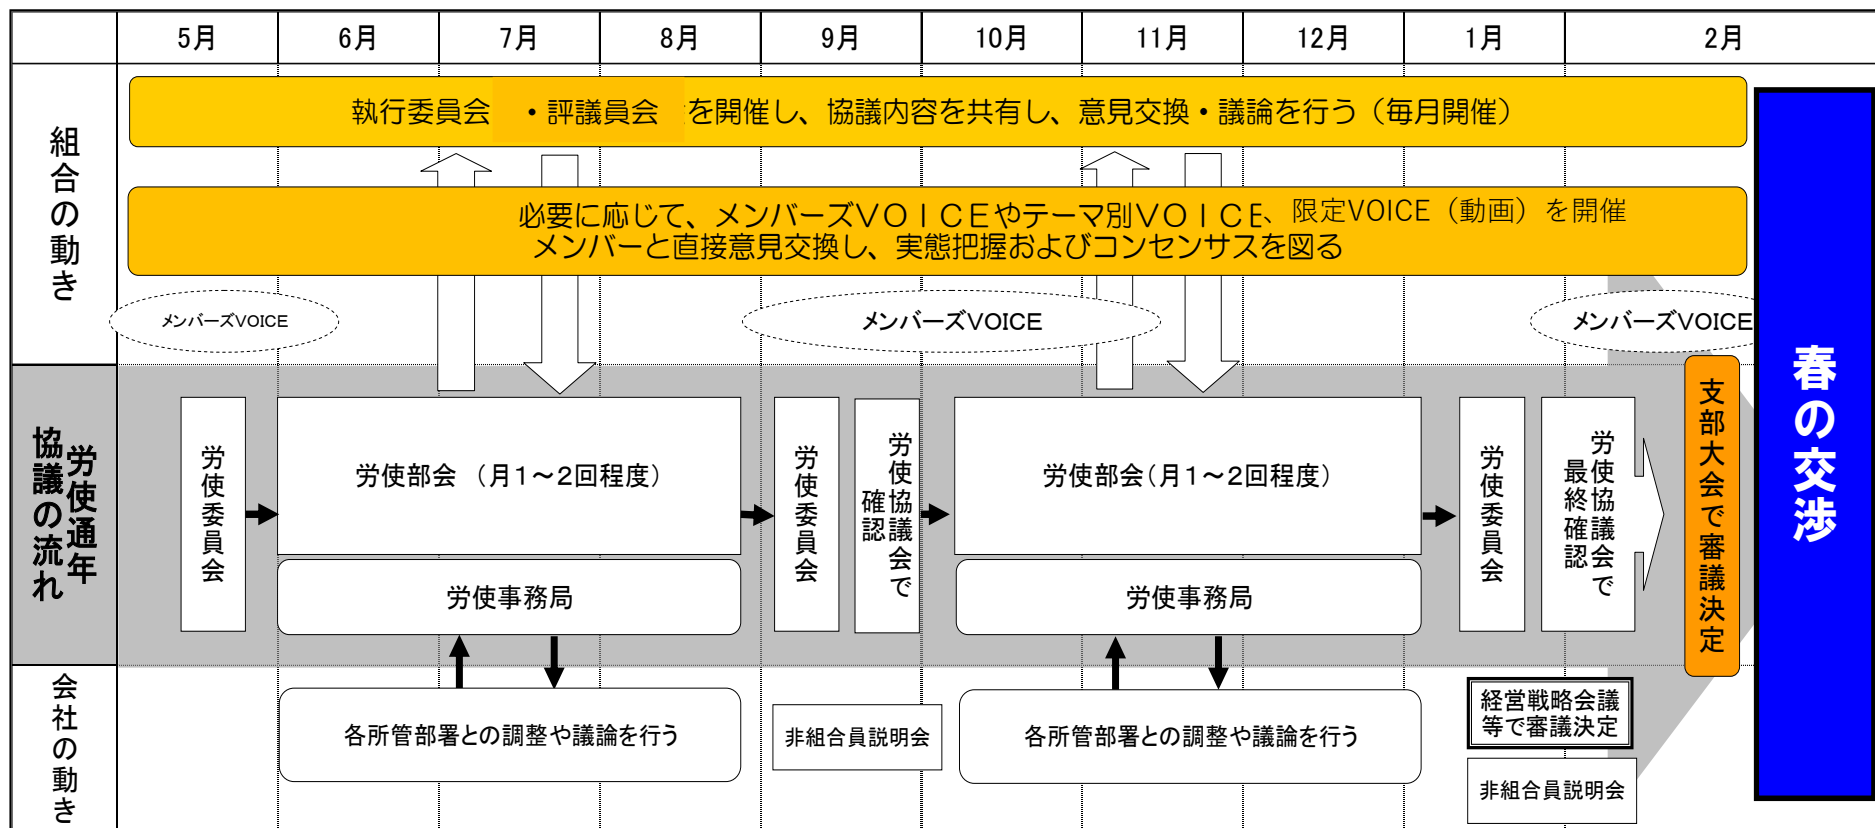 5月
6月
7月
8月
9月
10月
11月
12月
1月
2月
組合の動き
執行委員会 ・評議員会 を開催し、協議内容を共有し、意見交換・議論を行う（毎月開催）
必要に応じて、メンバーズＶＯＩＣＥやテーマ別ＶＯＩＣＥ、限定VOICE（動画）を開催
メンバーと直接意見交換し、実態把握およびコンセンサスを図る
メンバーズVOICE
メンバーズVOICE
メンバーズVOICE
春の交渉
労使通年
協議の流れ
労使委員会
労使部会 （月１～２回程度）
労使事務局
労使委員会
労使協議会で
確認
労使部会（月１～２回程度）
労使事務局
労使委員会
労使協議会で
最終確認
支部大会で審議決定
会社の動き
各所管部署との調整や議論を行う
非組合員説明会
各所管部署との調整や議論を行う
経営戦略会議
等で審議決定
非組合員説明会